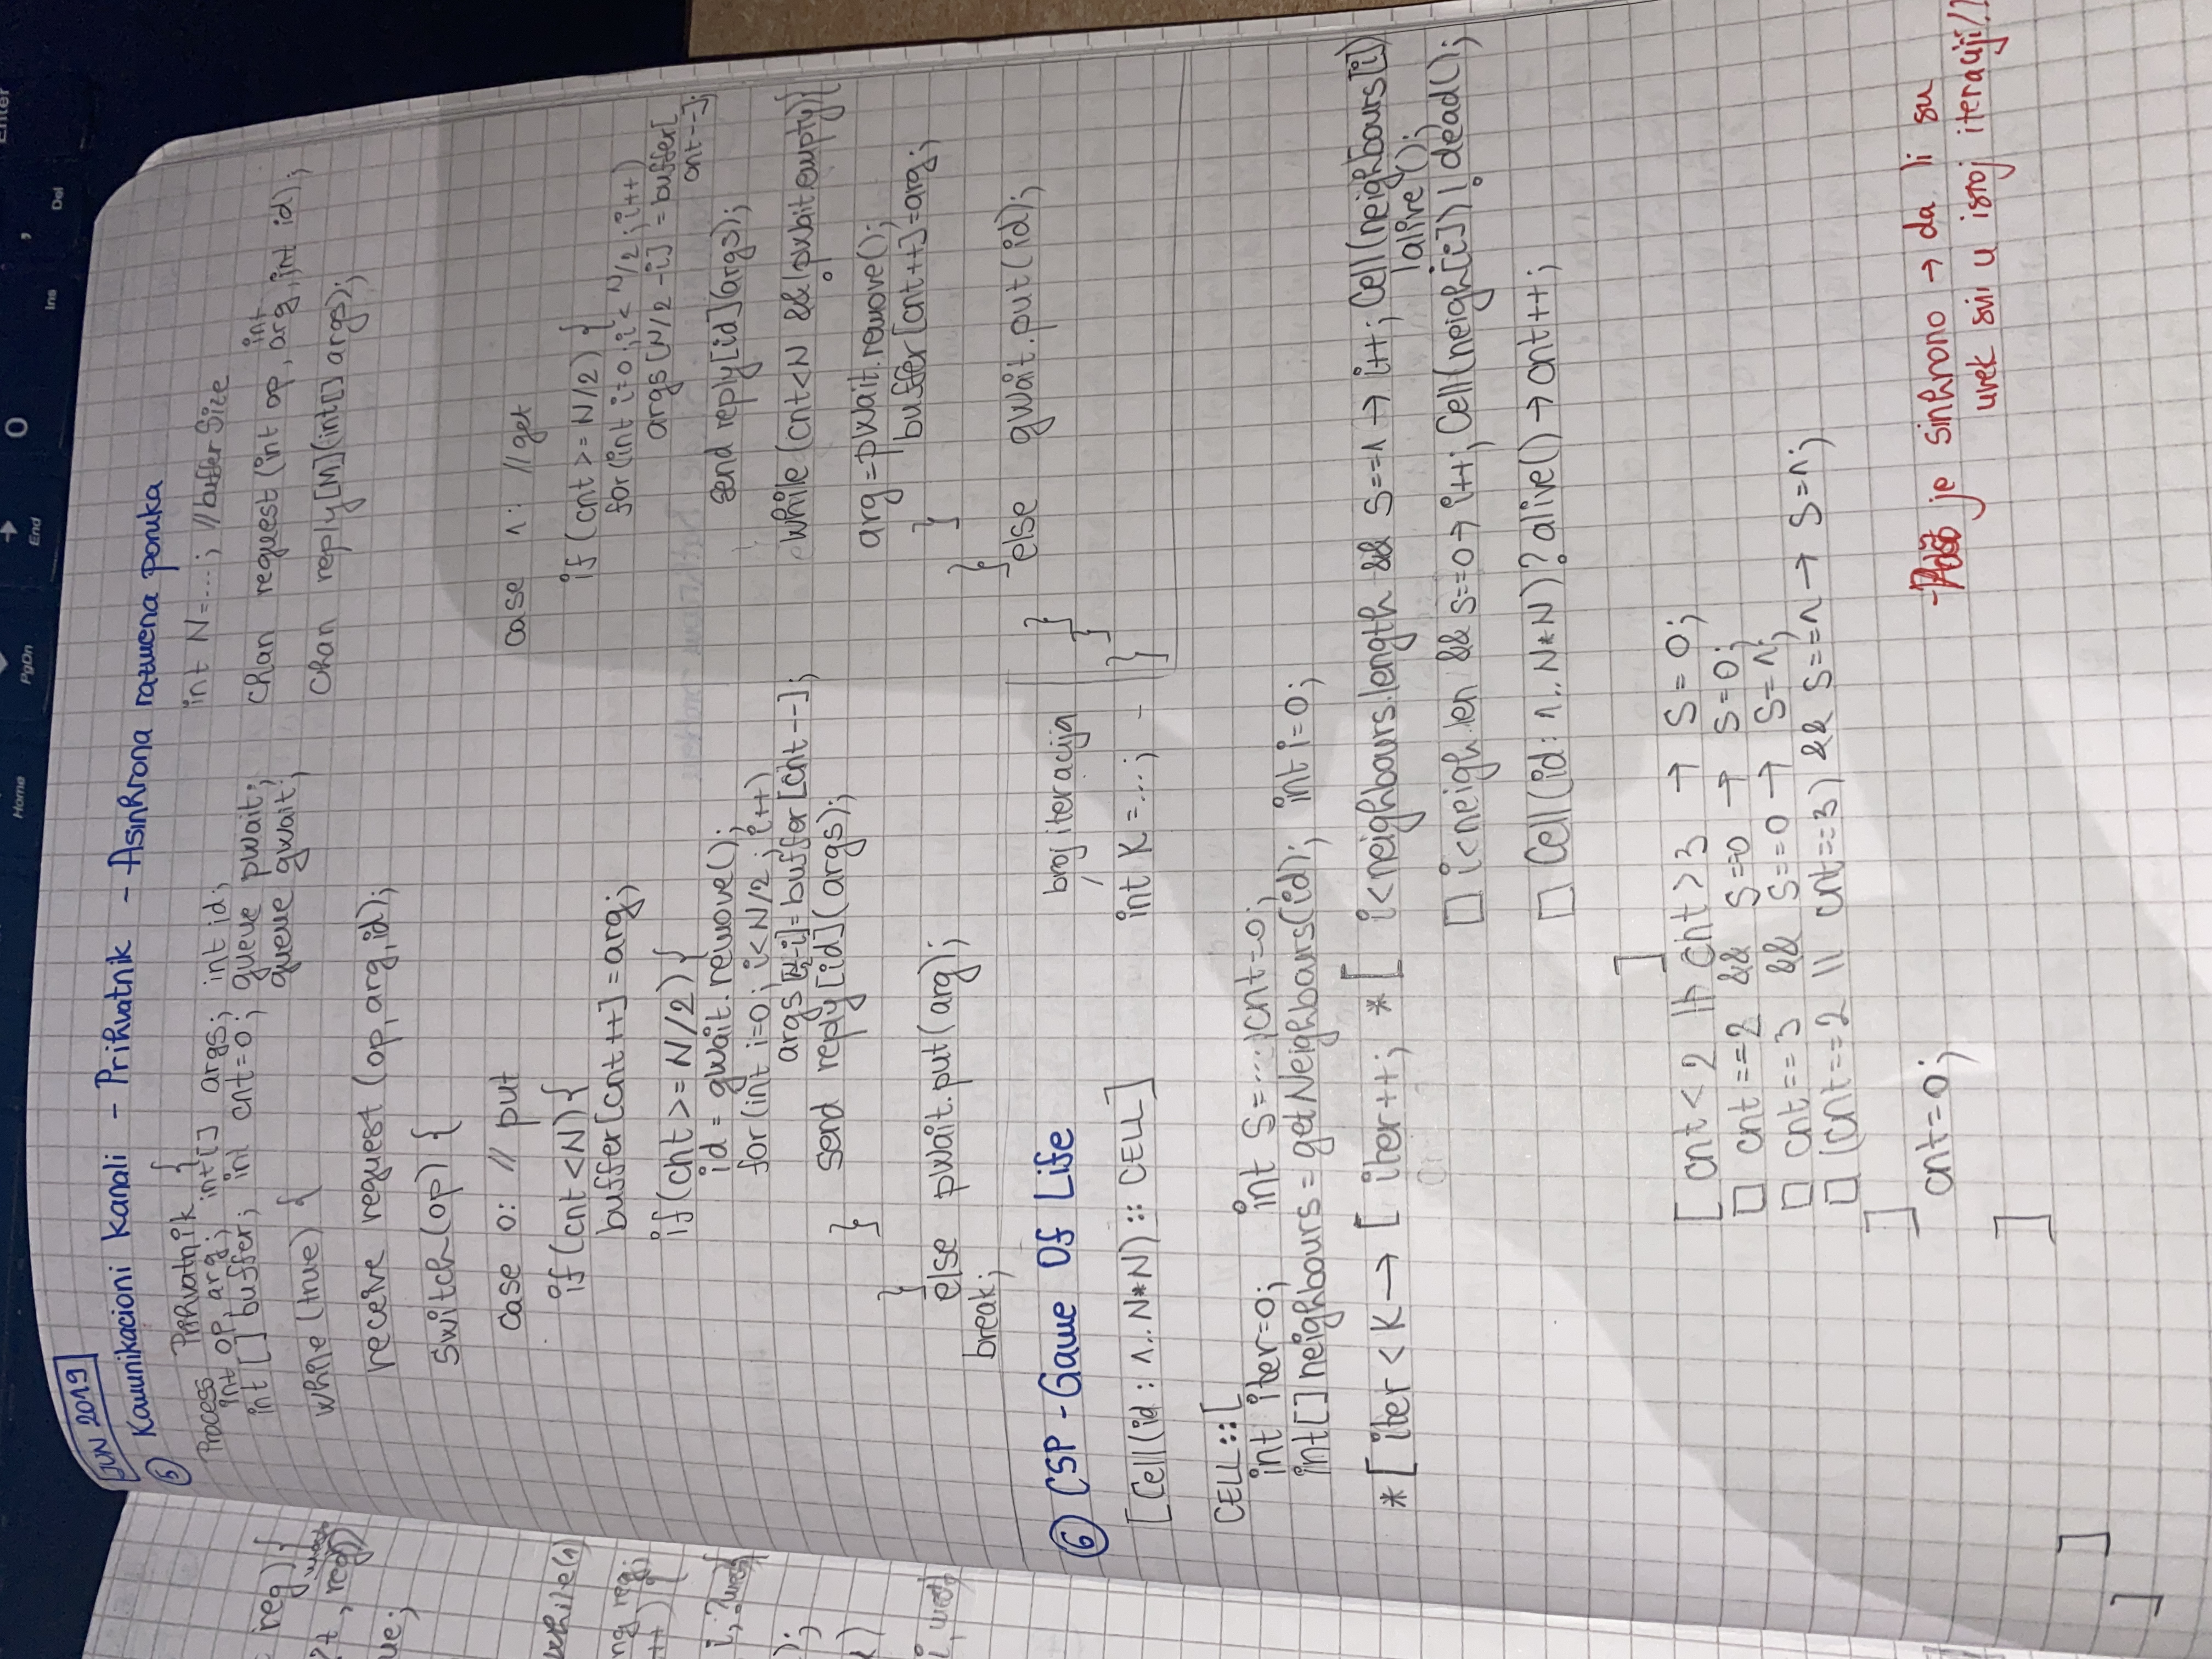 JUN 2019
⑤ Komunikacioni kanali - Prihvatnik - Asinhrona razmena poruka
Process Prihvatnik {
int op, arg; int[] args; int id;
int [] buffer; int cnt=0; queue pwait;
queue gwait;
while (true) {
receive request (op, arg, id);
switch(op) {
case 0: // put
if (cnt <N) {
buffer[cnt++] = arg;
if(cnt >= N/2) {
id = gwait.remove();
for(int i=0; i<N/2; i++)
args [N/2-i] = buffer [cnt--];
send reply[id](args);
}
}
else pwait.put(arg);
break;
int N=...; //buffer size
chan request (int op, int arg, int id);
chan reply[M](int[] args);
case 1: //get
if (cnt >= N/2) {
for(int i=0; i< N/2; i++)
args [N/2 -i] = buffer[
cnt--];
send reply[id](args);
while (cnt<N && !pwait.empty){
arg = pwait.remove();
buffer[cnt++]=arg;
}
}
else gwait.put(id);
}
}
}
⑥ CSP - Game Of Life
broj iteracija
[Cell(id: 1..N*N) :: CELL] int K = ...;
CELL::[
int iter=0; int S=..., cnt=0;
int[] neighbours = getNeighbours(id); int i=0;
*[ iter < K → [ iter++; *[ i<neighbours.length && S==1 → i++; Cell(neighbours[i])
!alive();
□ i<neigh.len && s==0 → i++; Cell(neigh[i])! dead();
□ Cell(id: 1..N*N)? alive() → cnt++;
]
[ cnt < 2 || cnt > 3 → S = 0;
□ cnt == 2 && S==0 → S=0;
□ cnt == 3 && S==0 → S=1;
□ (cnt==2 || cnt==3) && S==1 → S=1;
]
cnt=0;
]
]
]
- Pošto je sinhrono → da li su
uvek svi u istoj iteraciji!?
reg) {
, reg)
ue;
while(1)
ng reg;
++) {
);